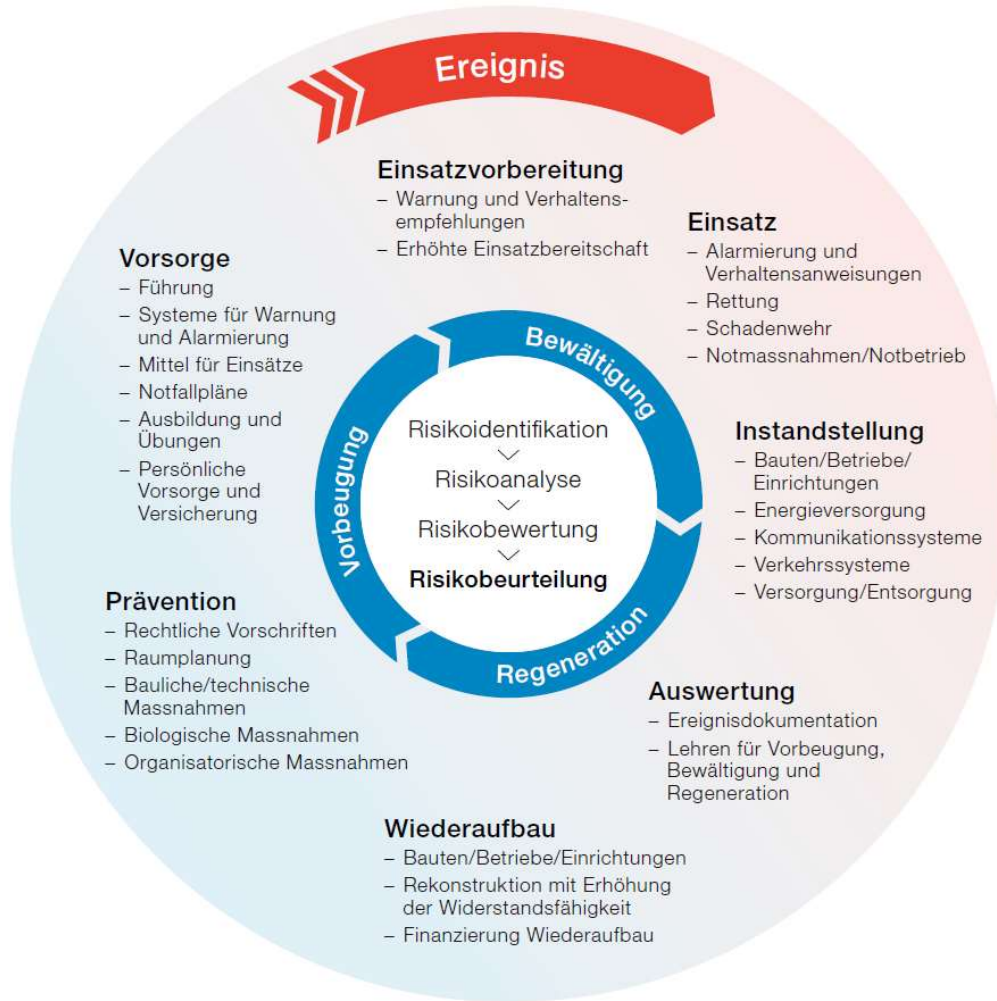 Ereignis
Einsatzvorbereitung
– Warnung und Verhaltens-
empfehlungen
– Erhöhte Einsatzbereitschaft
Einsatz
– Alarmierung und
Verhaltensanweisungen
– Rettung
– Schadenwehr
– Notmassnahmen/Notbetrieb
Instandstellung
– Bauten/Betriebe/
Einrichtungen
– Energieversorgung
– Kommunikationssysteme
– Verkehrssysteme
– Versorgung/Entsorgung
Auswertung
– Ereignisdokumentation
– Lehren für Vorbeugung,
Bewältigung und
Regeneration
Wiederaufbau
– Bauten/Betriebe/Einrichtungen
– Rekonstruktion mit Erhöhung
der Widerstandsfähigkeit
– Finanzierung Wiederaufbau
Prävention
– Rechtliche Vorschriften
– Raumplanung
– Bauliche/technische
Massnahmen
– Biologische Massnahmen
– Organisatorische Massnahmen
Vorsorge
– Führung
– Systeme für Warnung
und Alarmierung
– Mittel für Einsätze
– Notfallpläne
– Ausbildung und
Übungen
– Persönliche
Vorsorge und
Versicherung
Bewältigung
Regeneration
Vorbeugung
Risikoidentifikation
Risikoanalyse
Risikobewertung
Risikobeurteilung